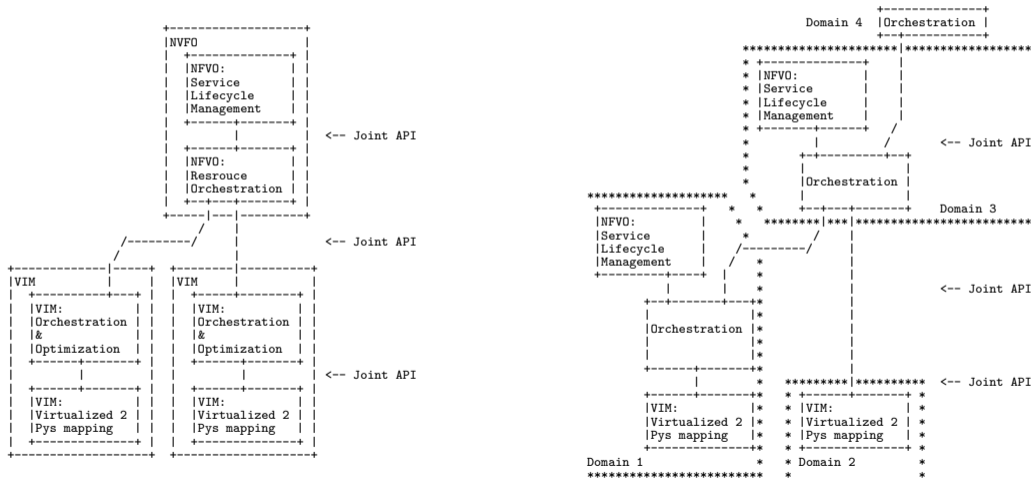 NVFO
NFVO:
Service
Lifecycle
Management
<-- Joint API
NFVO:
Resrouce
Orchestration
<-- Joint API
VIM
VIM:
Orchestration
&
Optimization
VIM
VIM:
Orchestration
&
Optimization
<-- Joint API
VIM:
Virtualized 2
Pys mapping
VIM:
Virtualized 2
Pys mapping
Domain 4
Orchestration
NFVO:
Service
Lifecycle
Management
<-- Joint API
Orchestration
Domain 3
NFVO:
Service
Lifecycle
Management
<-- Joint API
Orchestration
<-- Joint API
VIM:
Virtualized 2
Pys mapping
VIM:
Virtualized 2
Pys mapping
Domain 1
Domain 2